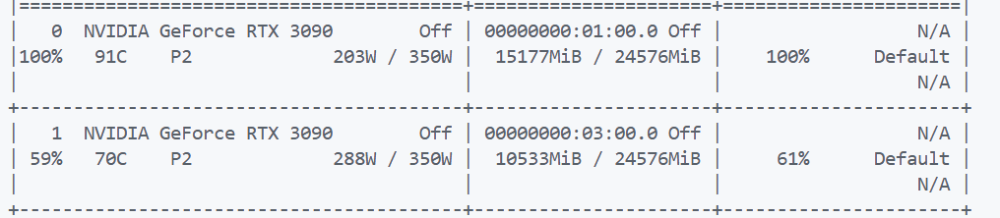 |=========================================+======================+======================|
|   0  NVIDIA GeForce RTX 3090        Off | 00000000:01:00.0 Off |                  N/A |
|100%   91C    P2             203W / 350W |  15177MiB / 24576MiB |    100%      Default |
|                                         |                      |                  N/A |
+-----------------------------------------+----------------------+----------------------+
|   1  NVIDIA GeForce RTX 3090        Off | 00000000:03:00.0 Off |                  N/A |
| 59%   70C    P2             288W / 350W |  10533MiB / 24576MiB |     61%      Default |
|                                         |                      |                  N/A |
+-----------------------------------------+----------------------+----------------------+